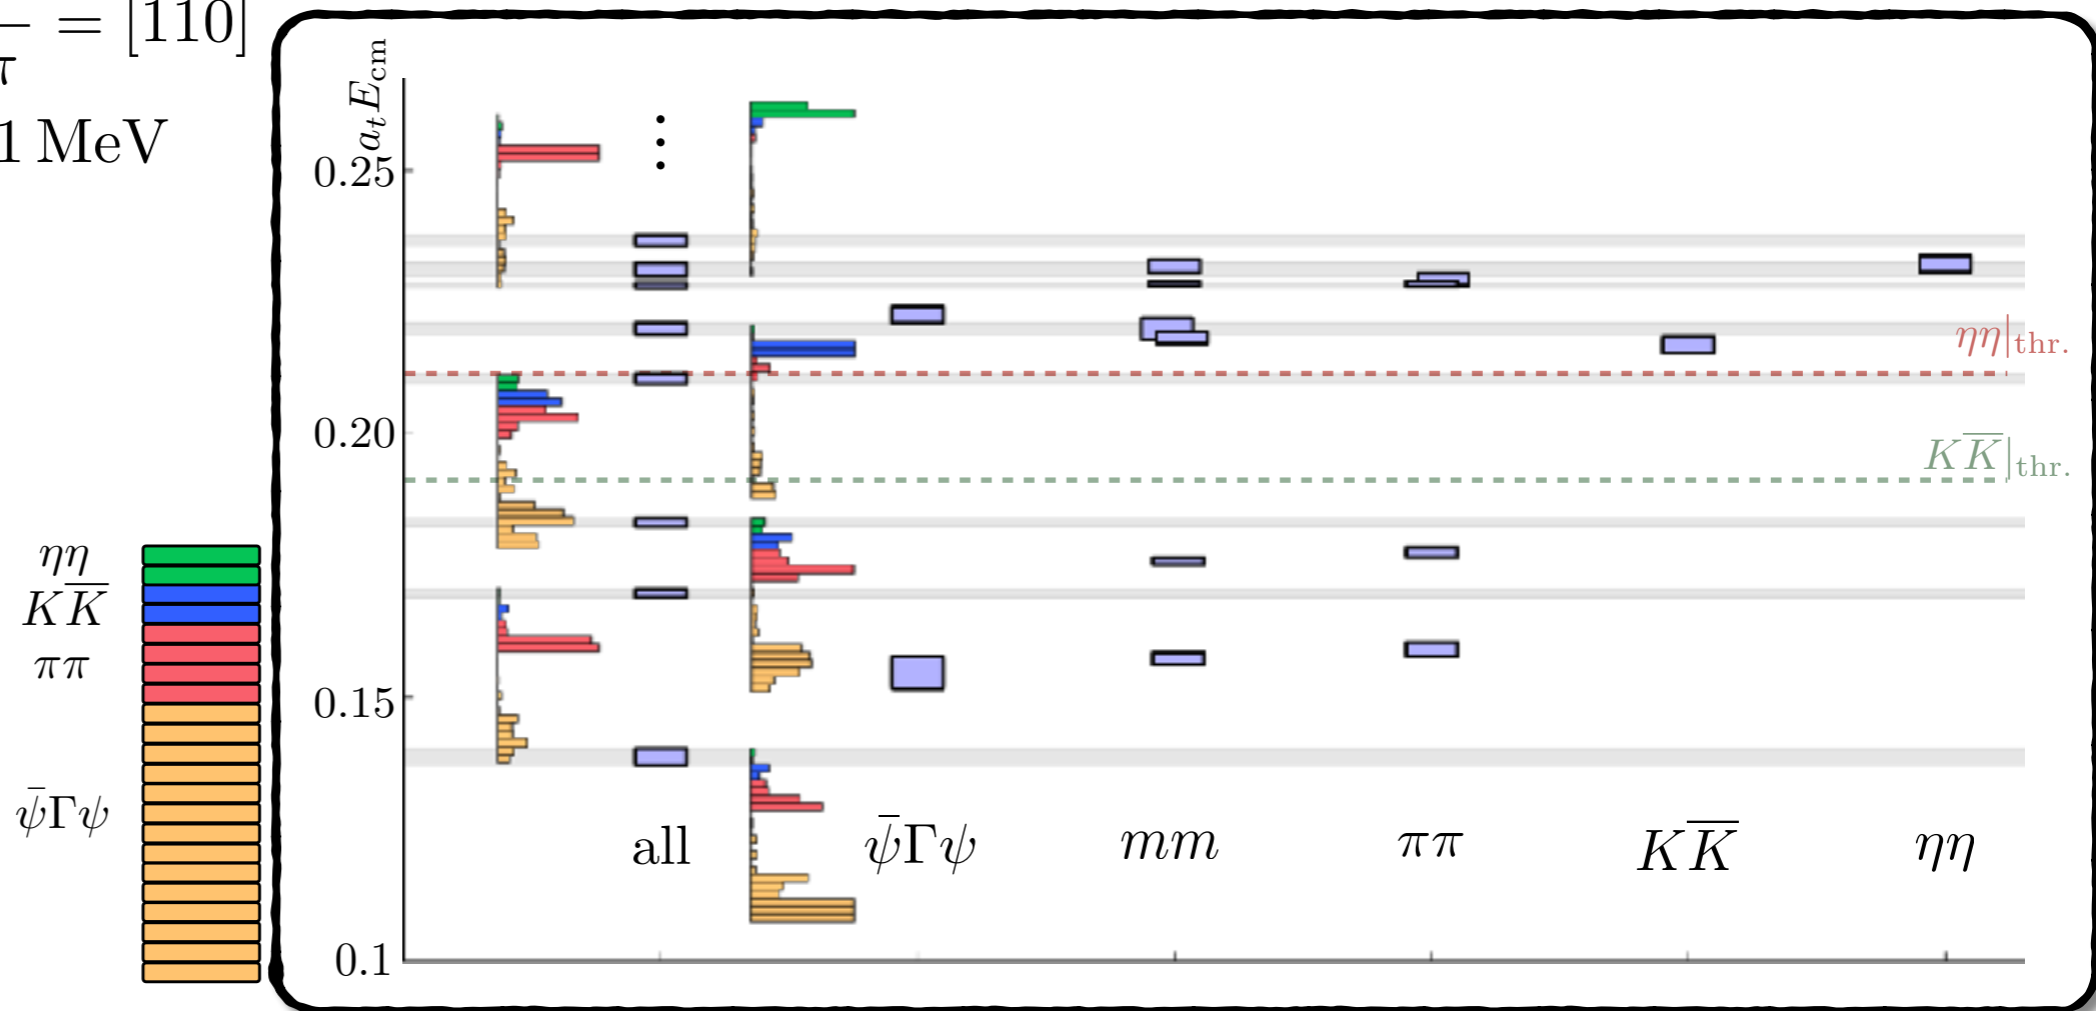 π = [110]
1 MeV
a_t E_cm
0.25
0.20
0.15
0.1
ηη|thr.
KK̅|thr.
ηη
KK̅
ππ
ψ̄Γψ
all ψ̄Γψ mm ππ KK̅ ηη